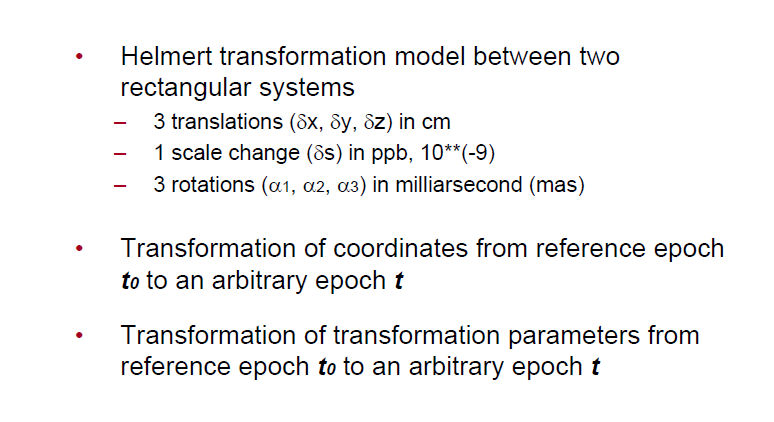 • Helmert transformation model between two
rectangular systems
– 3 translations (δx, δy, δz) in cm
– 1 scale change (δs) in ppb, 10**(-9)
– 3 rotations (α1, α2, α3) in milliarsecond (mas)
• Transformation of coordinates from reference epoch
t0 to an arbitrary epoch t
• Transformation of transformation parameters from
reference epoch t0 to an arbitrary epoch t